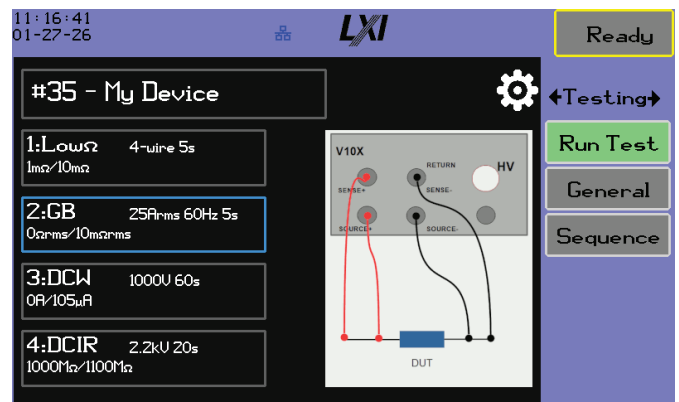 11:16:41
01-27-26
LXI
Ready
#35 - My Device
←Testing→
Run Test
General
Sequence
1:LowΩ 4-wire 5s
1mΩ/10mΩ
2:GB 25Arms 60Hz 5s
0Ωrms/10mΩrms
3:DCW 1000V 60s
0A/105µA
4:DCIR 2.2kV 20s
1000MΩ/1100MΩ
V10X
RETURN
HV
SENSE+
SENSE-
SOURCE+
SOURCE-
DUT